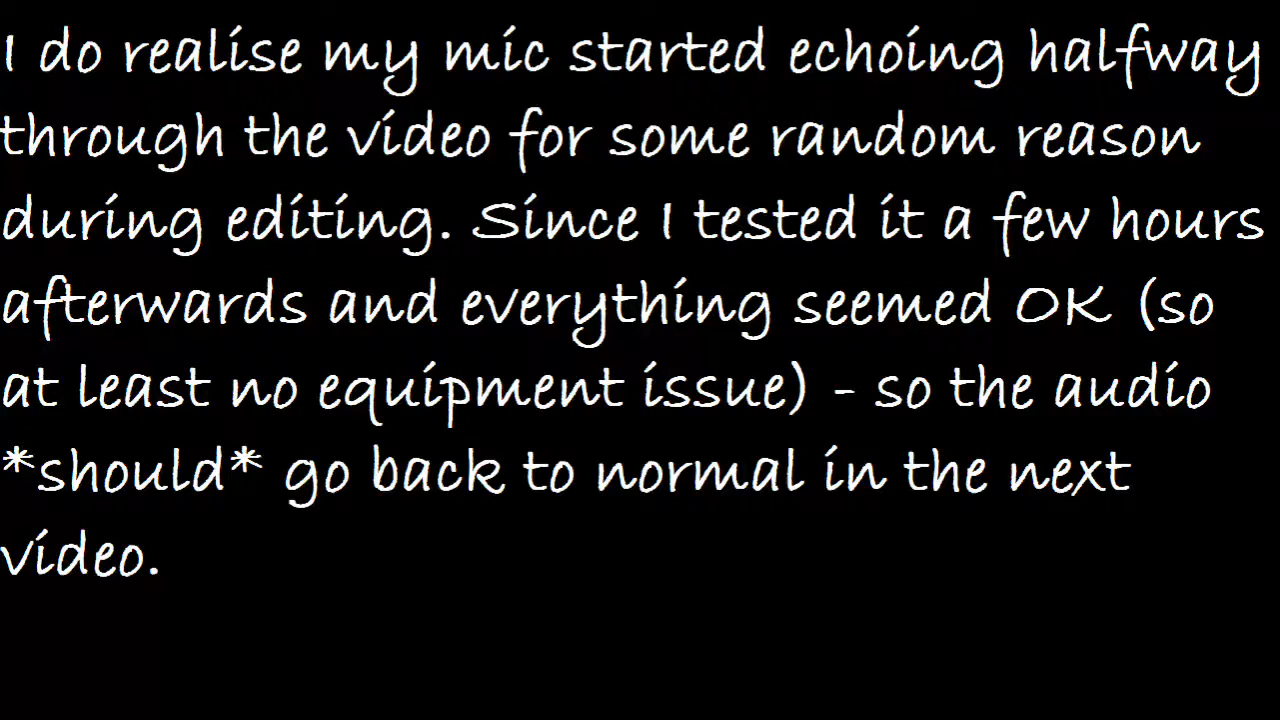 I do realise my mic started echoing halfway
through the video for some random reason
during editing. Since I tested it a few hours
afterwards and everything seemed OK (so
at least no equipment issue) - so the audio
*should* go back to normal in the next
video.